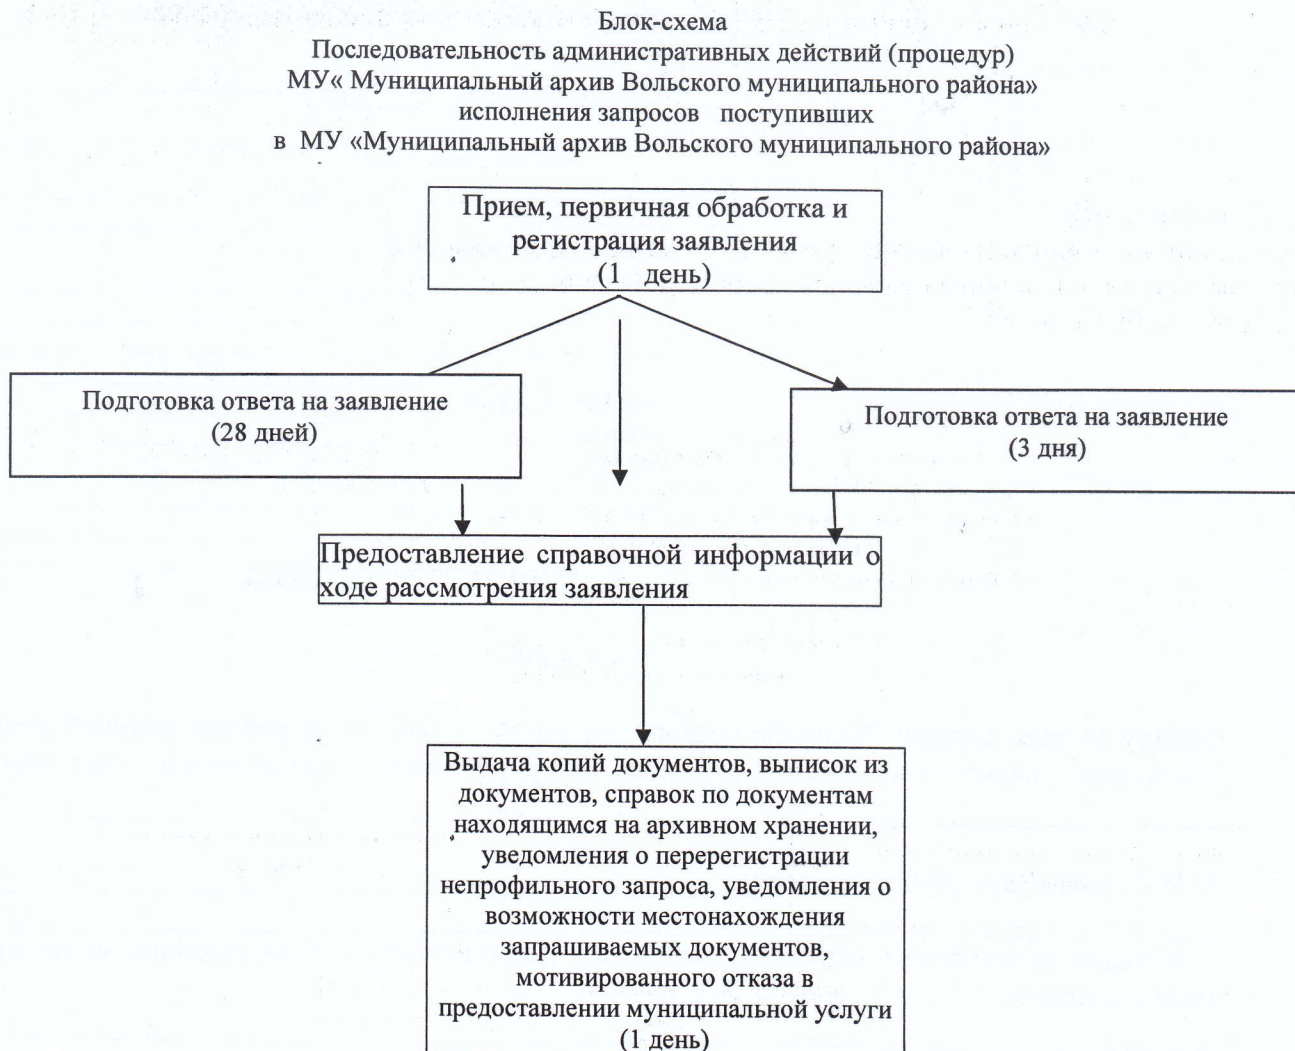 Блок-схема
Последовательность административных действий (процедур)
МУ« Муниципальный архив Вольского муниципального района»
исполнения запросов поступивших
в МУ «Муниципальный архив Вольского муниципального района»
Прием, первичная обработка и
регистрация заявления
(1 день)
Подготовка ответа на заявление
(28 дней)
Подготовка ответа на заявление
(3 дня)
Предоставление справочной информации о
ходе рассмотрения заявления
Выдача копий документов, выписок из
документов, справок по документам
находящимся на архивном хранении,
уведомления о перерегистрации
непрофильного запроса, уведомления о
возможности местонахождения
запрашиваемых документов,
мотивированного отказа в
предоставлении муниципальной услуги
(1 день)